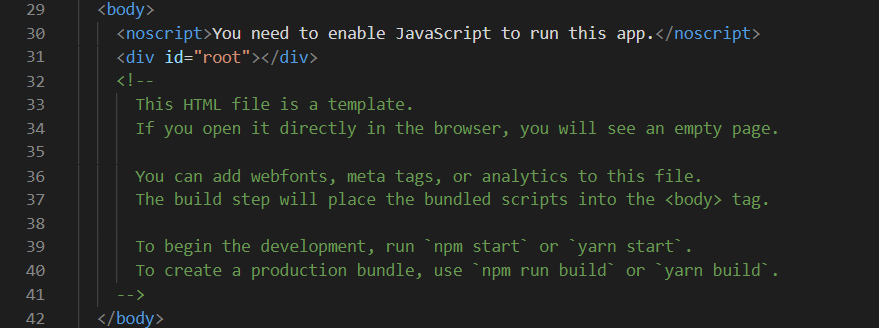 29 <body>
30 <noscript>You need to enable JavaScript to run this app.</noscript>
31 <div id="root"></div>
32 <!--
33 This HTML file is a template.
34 If you open it directly in the browser, you will see an empty page.
35
36 You can add webfonts, meta tags, or analytics to this file.
37 The build step will place the bundled scripts into the <body> tag.
38
39 To begin the development, run `npm start` or `yarn start`.
40 To create a production bundle, use `npm run build` or `yarn build`.
41 -->
42 </body>